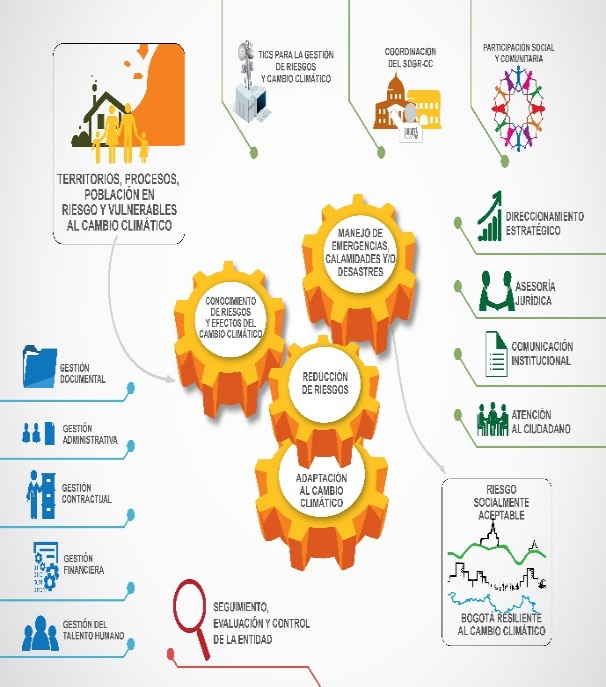 TICS PARA LA GESTIÓN
DE RIESGOS
Y CAMBIO CLIMÁTICO
COORDINACIÓN
DEL SDGR-CC
BOGOTÁ
PARTICIPACIÓN SOCIAL
Y COMUNITARIA
TERRITORIOS, PROCESOS,
POBLACIÓN EN
RIESGO Y VULNERABLES
AL CAMBIO CLIMÁTICO
DIRECCIONAMIENTO
ESTRATÉGICO
ASESORÍA
JURÍDICA
COMUNICACIÓN
INSTITUCIONAL
ATENCIÓN
AL CIUDADANO
MANEJO DE
EMERGENCIAS,
CALAMIDADES Y/O
DESASTRES
CONOCIMIENTO
DE RIESGOS
Y EFECTOS DEL
CAMBIO CLIMÁTICO
REDUCCIÓN
DE RIESGOS
ADAPTACIÓN
AL CAMBIO
CLIMÁTICO
GESTIÓN
DOCUMENTAL
GESTIÓN
ADMINISTRATIVA
GESTIÓN
CONTRACTUAL
GESTIÓN
FINANCIERA
GESTIÓN DEL
TALENTO HUMANO
SEGUIMIENTO,
EVALUACIÓN Y CONTROL
DE LA ENTIDAD
RIESGO
SOCIALMENTE
ACEPTABLE
BOGOTÁ RESILIENTE
AL CAMBIO CLIMÁTICO